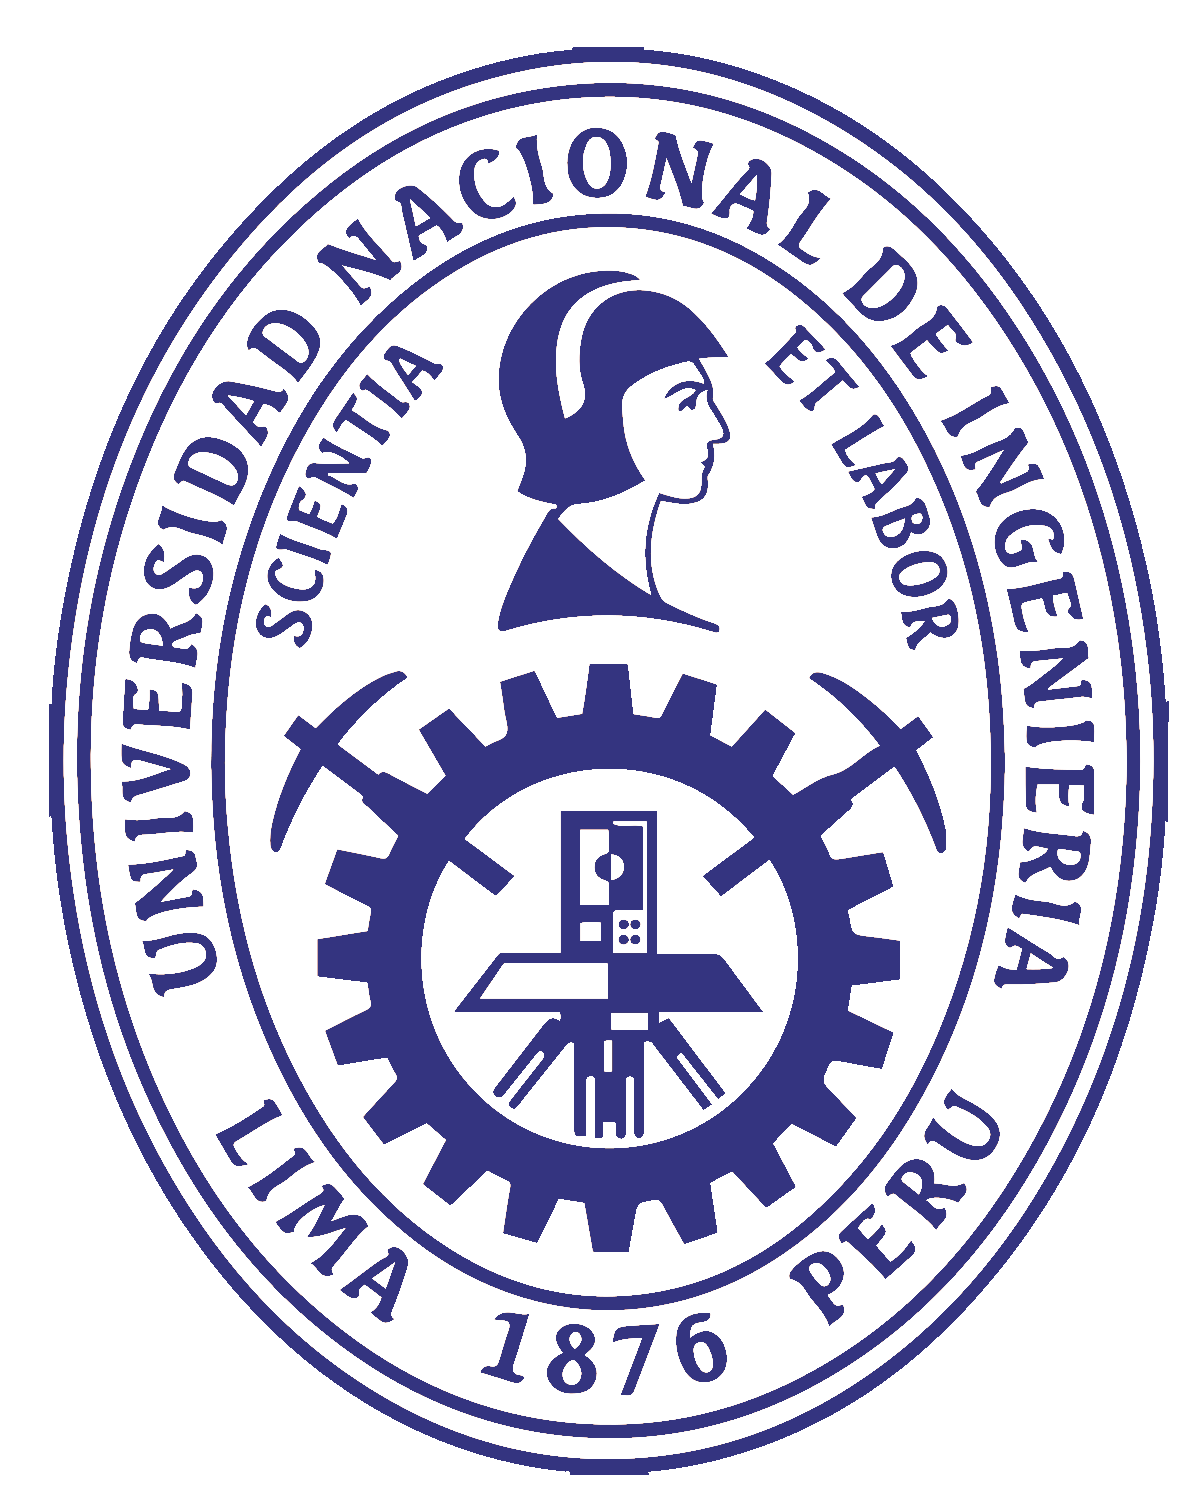 UNIVERSIDAD NACIONAL DE INGENIERIA
SCIENTIA ET LABOR
LIMA 1876 PERU